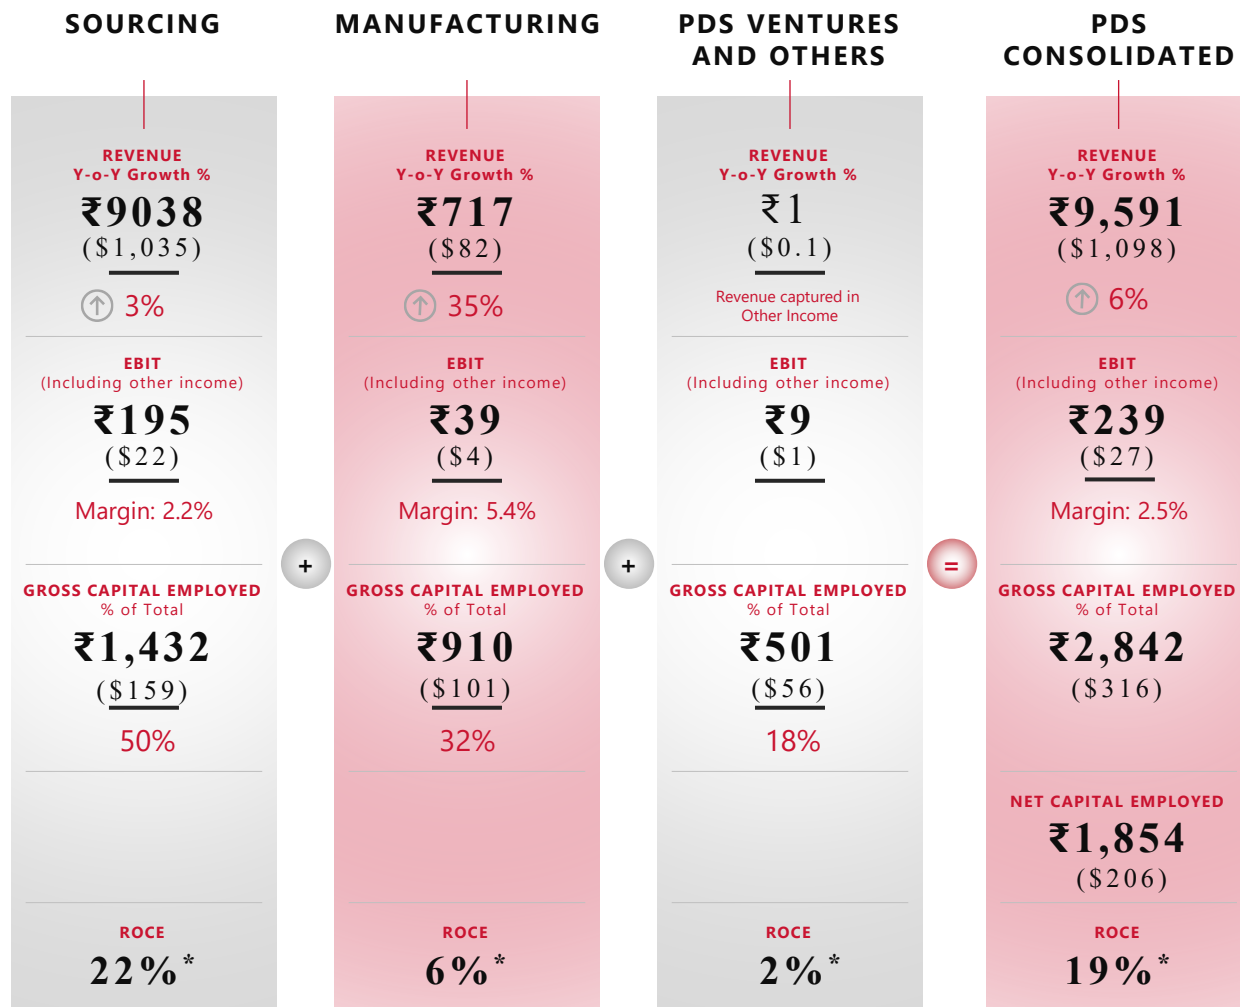 SOURCING
REVENUE
Y-o-Y Growth %
₹9038
($1,035)
3%
EBIT
(Including other income)
₹195
($22)
Margin: 2.2%
GROSS CAPITAL EMPLOYED
% of Total
₹1,432
($159)
50%
ROCE
22%*
+
MANUFACTURING
REVENUE
Y-o-Y Growth %
₹717
($82)
35%
EBIT
(Including other income)
₹39
($4)
Margin: 5.4%
GROSS CAPITAL EMPLOYED
% of Total
₹910
($101)
32%
ROCE
6%*
+
PDS VENTURES
AND OTHERS
REVENUE
Y-o-Y Growth %
₹1
($0.1)
Revenue captured in
Other Income
EBIT
(Including other income)
₹9
($1)
GROSS CAPITAL EMPLOYED
% of Total
₹501
($56)
18%
ROCE
2%*
=
PDS
CONSOLIDATED
REVENUE
Y-o-Y Growth %
₹9,591
($1,098)
6%
EBIT
(Including other income)
₹239
($27)
Margin: 2.5%
GROSS CAPITAL EMPLOYED
% of Total
₹2,842
($316)
NET CAPITAL EMPLOYED
₹1,854
($206)
ROCE
19%*